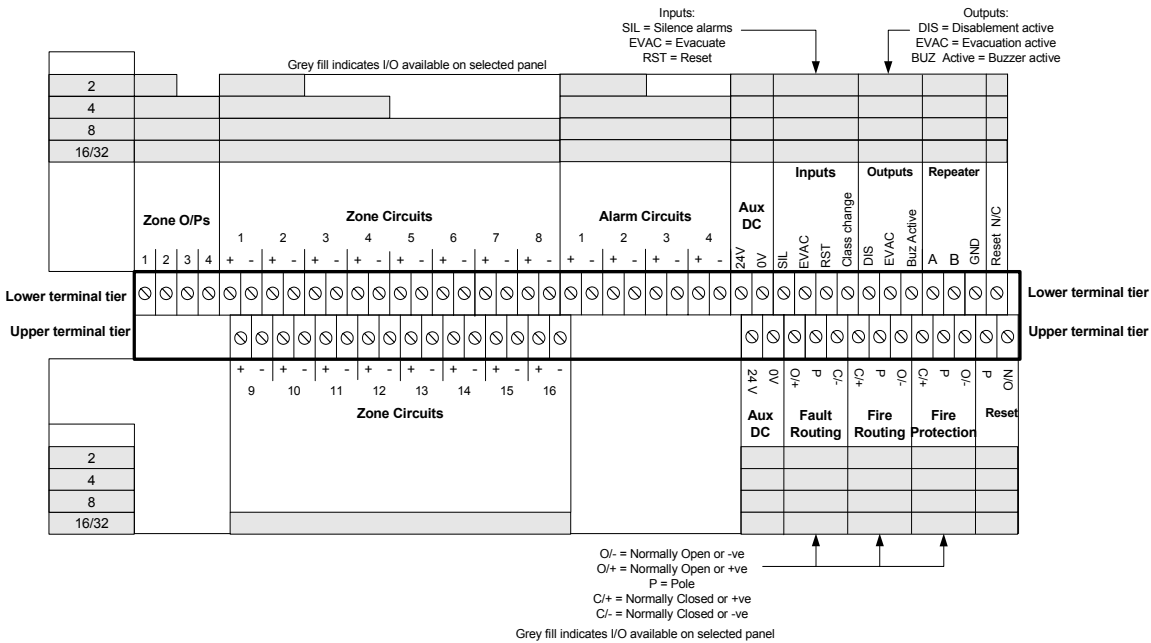 Inputs:
SIL = Silence alarms
EVAC = Evacuate
RST = Reset
Outputs:
DIS = Disablement active
EVAC = Evacuation active
BUZ Active = Buzzer active
Grey fill indicates I/O available on selected panel
2
4
8
16/32
Inputs Outputs Repeater
Zone O/Ps
Zone Circuits
Alarm Circuits
Aux
DC
1 2 3 4 5 6 7 8 1 2 3 4
1 2 3 4 + - + - + - + - + - + - + - + - + - + - + - + -
24V
0V
SIL
EVAC
RST
Class change
DIS
EVAC
Buz Active
A
B
GND
Reset N/C
Lower terminal tier
Lower terminal tier
Upper terminal tier
Upper terminal tier
+ - + - + - + - + - + - + - + -
9 10 11 12 13 14 15 16
Zone Circuits
24 V
0V
O/+
P
C/-
C/+
P
O/-
C/+
P
O/-
P
N/O
Aux
DC
Fault
Routing
Fire
Routing
Fire
Protection
Reset
2
4
8
16/32
O/- = Normally Open or -ve
O/+ = Normally Open or +ve
P = Pole
C/+ = Normally Closed or +ve
C/- = Normally Closed or -ve
Grey fill indicates I/O available on selected panel